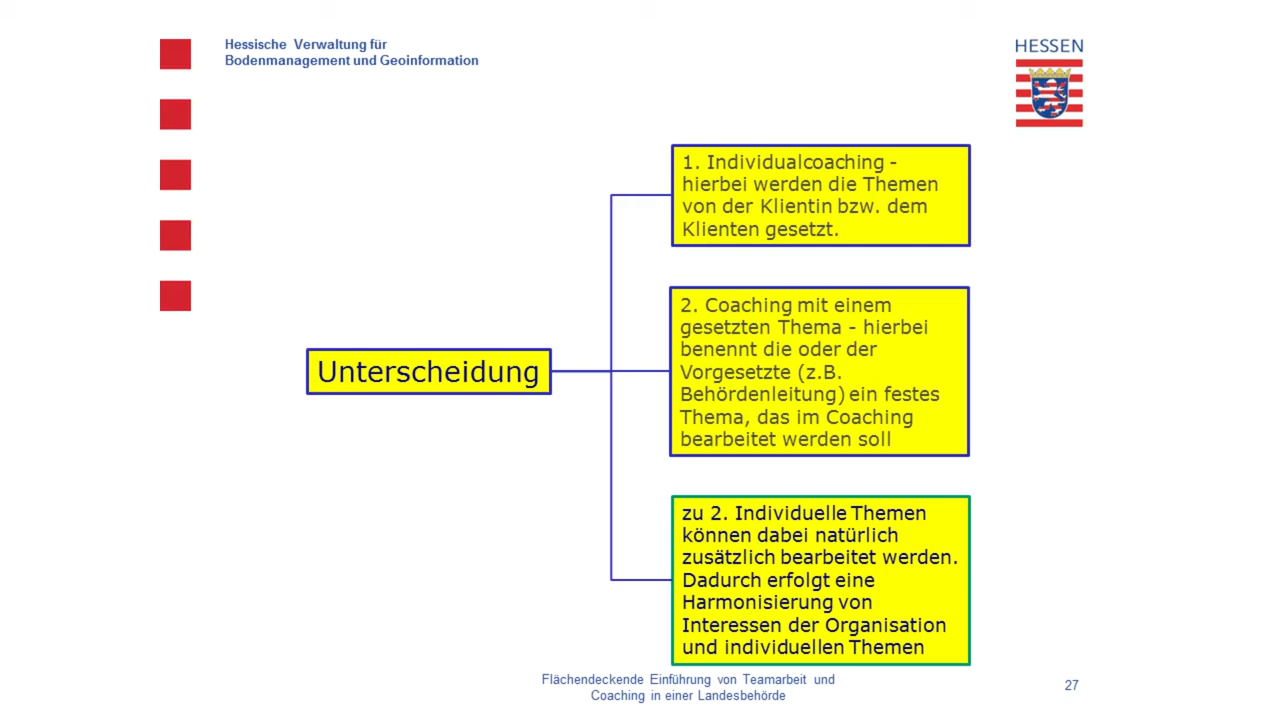 Hessische Verwaltung für
Bodenmanagement und Geoinformation
HESSEN
1. Individualcoaching -
hierbei werden die Themen
von der Klientin bzw. dem
Klienten gesetzt.
2. Coaching mit einem
gesetzten Thema - hierbei
benennt die oder der
Vorgesetzte (z.B.
Behördenleitung) ein festes
Thema, das im Coaching
bearbeitet werden soll
Unterscheidung
zu 2. Individuelle Themen
können dabei natürlich
zusätzlich bearbeitet werden.
Dadurch erfolgt eine
Harmonisierung von
Interessen der Organisation
und individuellen Themen
Flächendeckende Einführung von Teamarbeit und
Coaching in einer Landesbehörde
27